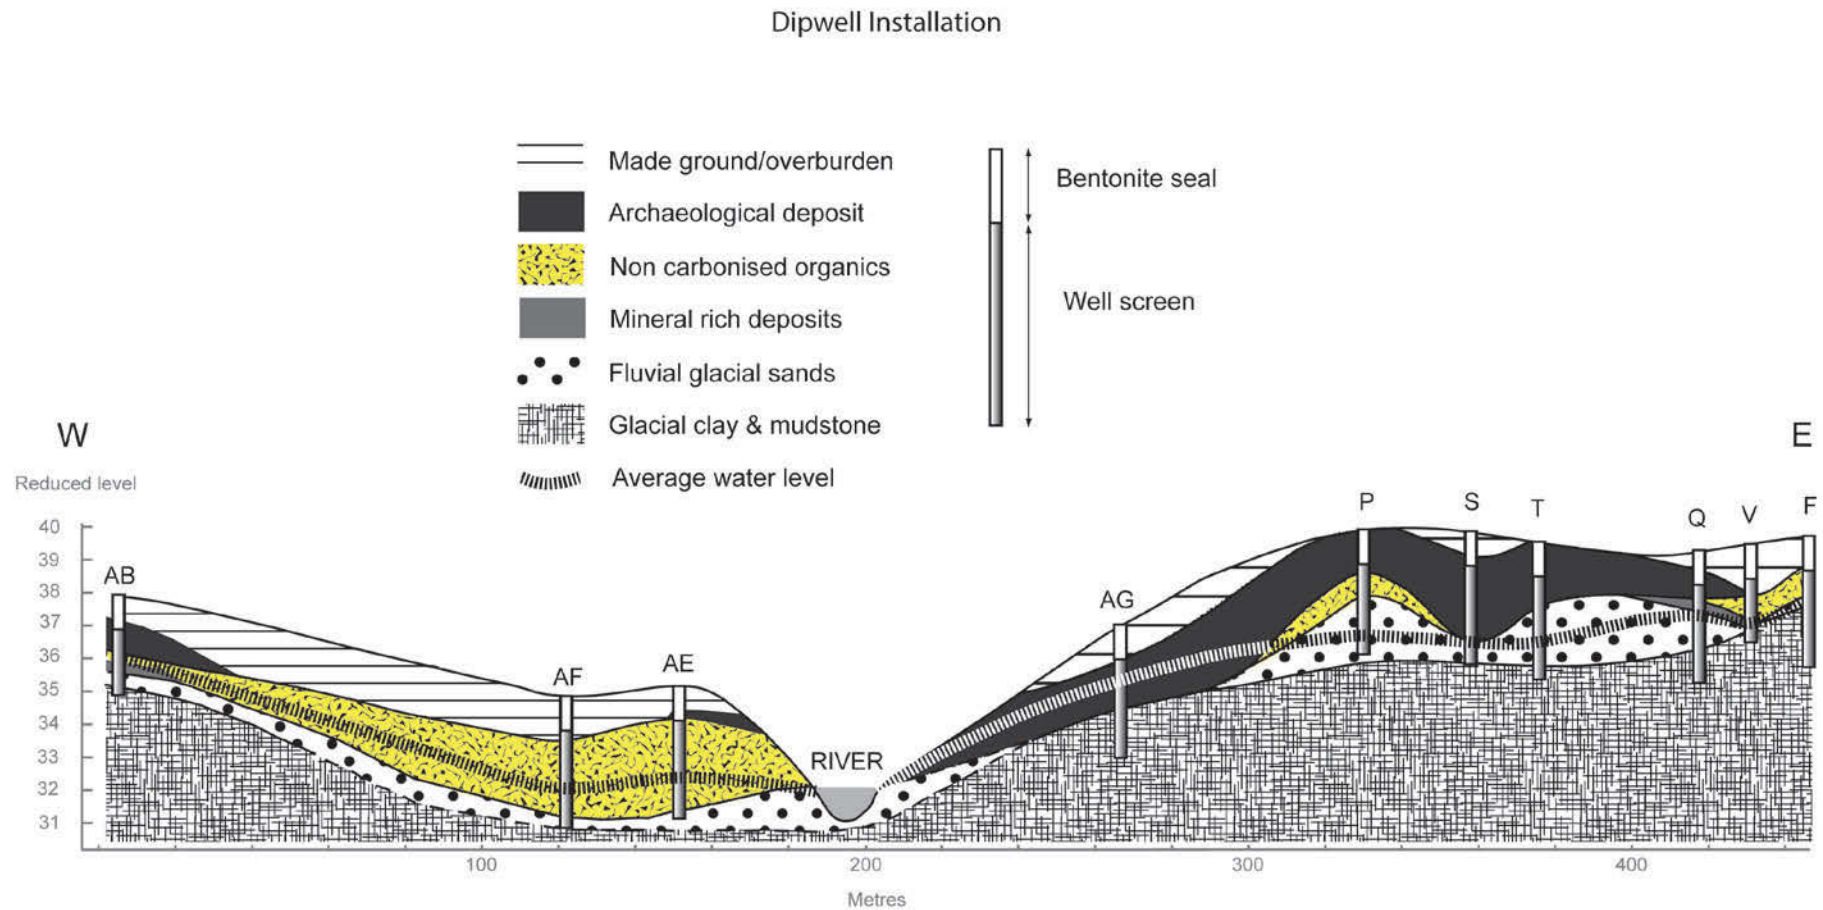 Dipwell Installation
Made ground/overburden
Archaeological deposit
Non carbonised organics
Mineral rich deposits
Fluvial glacial sands
Glacial clay & mudstone
Average water level
Bentonite seal
Well screen
W
E
Reduced level
40
39
38
37
36
35
34
33
32
31
AB
AF
AE
RIVER
AG
P
S
T
Q
V
F
100
200
300
400
Metres